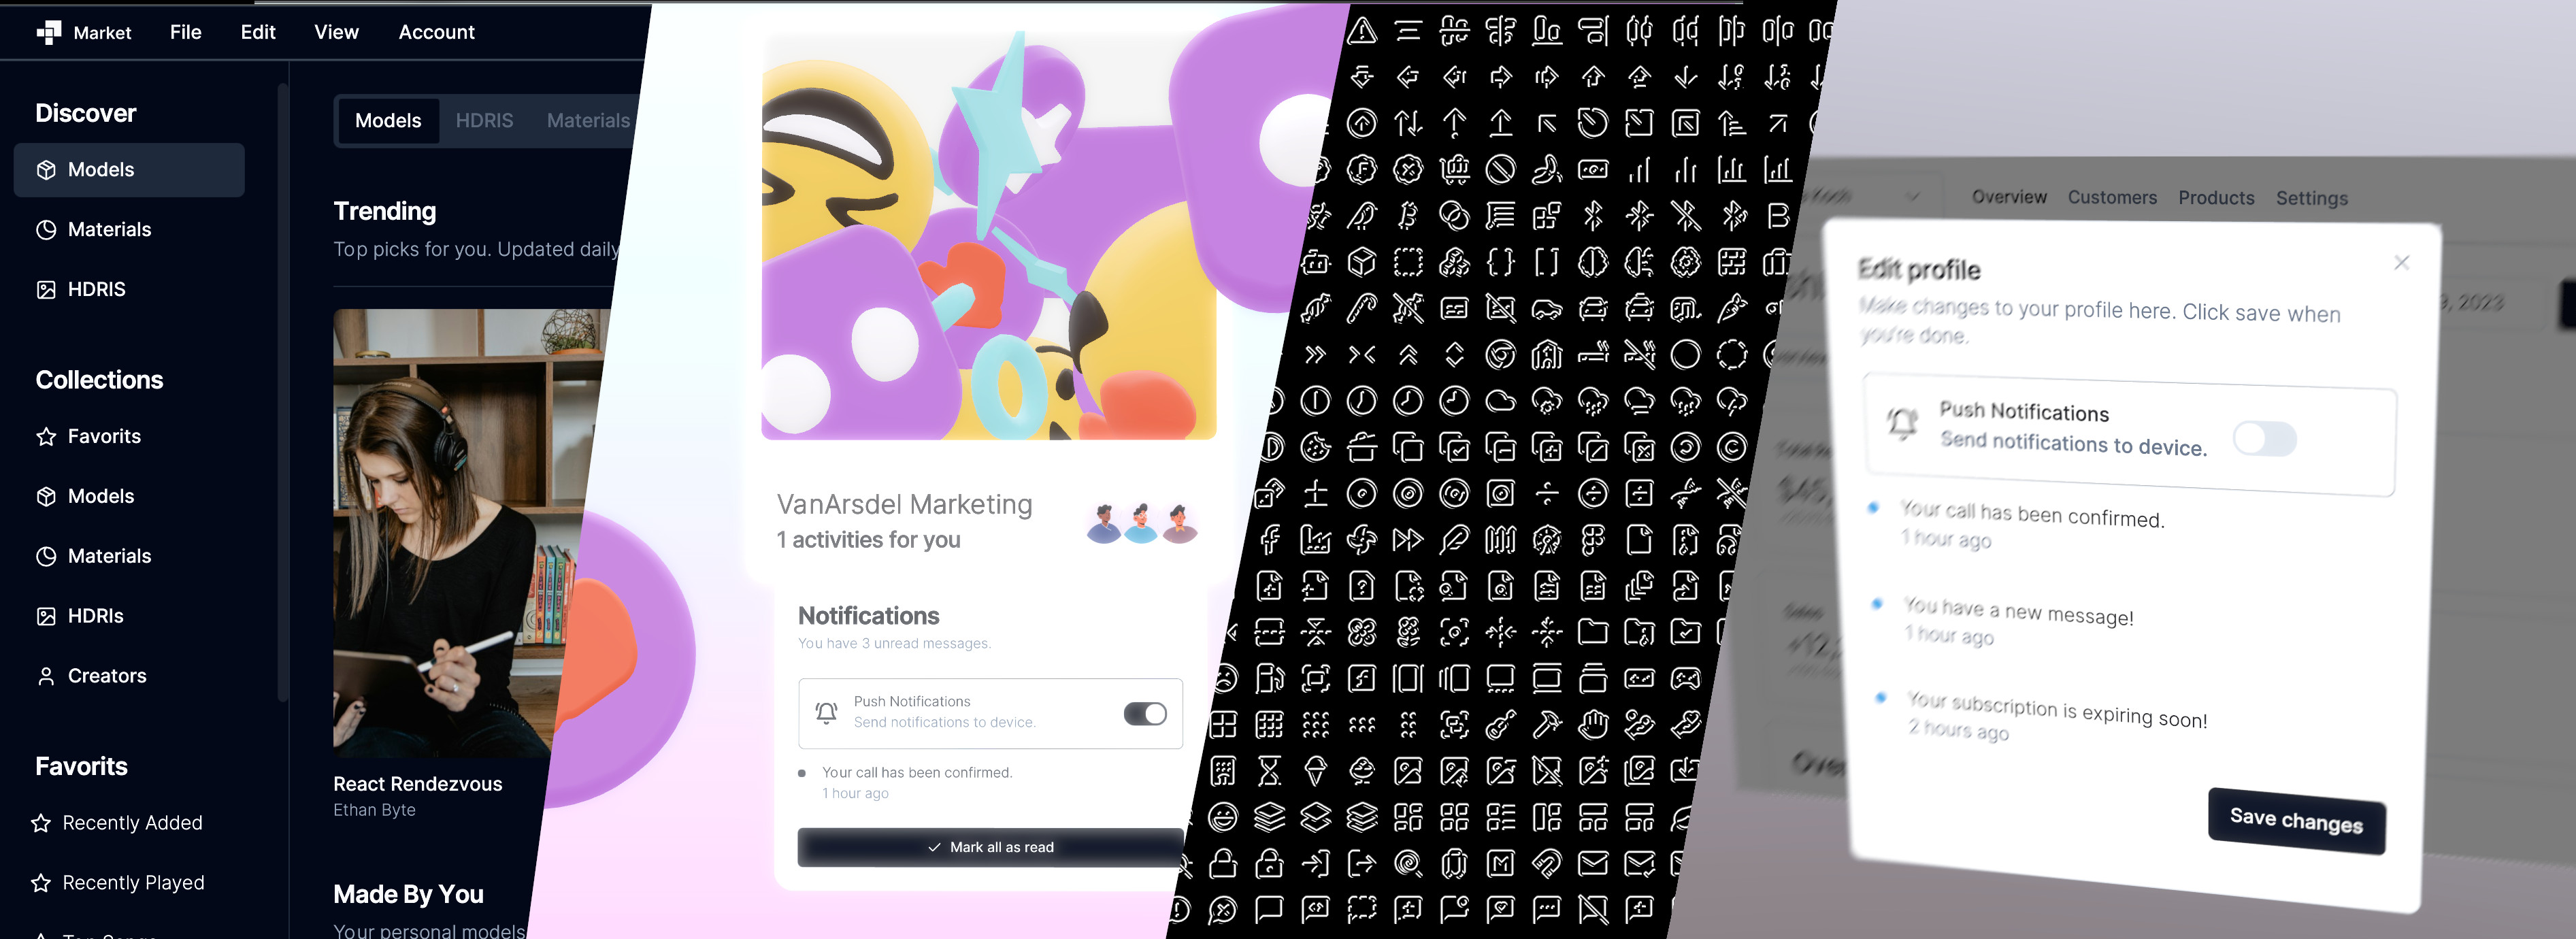 Market File Edit View Account
Discover
Models
Materials
HDRIS
Collections
Favorits
Models
Materials
HDRIs
Creators
Favorits
Recently Added
Recently Played
Models HDRIS Materials
Trending
Top picks for you. Updated daily
React Rendezvous
Ethan Byte
Made By You
Your personal models
VanArsdel Marketing
1 activities for you
Notifications
You have 3 unread messages.
Push Notifications
Send notifications to device.
Your call has been confirmed.
1 hour ago
Mark all as read
Overview Customers Products Settings
, 2023
Edit profile
Make changes to your profile here. Click save when
you're done.
Push Notifications
Send notifications to device.
Your call has been confirmed.
1 hour ago
You have a new message!
1 hour ago
Your subscription is expiring soon!
2 hours ago
Save changes